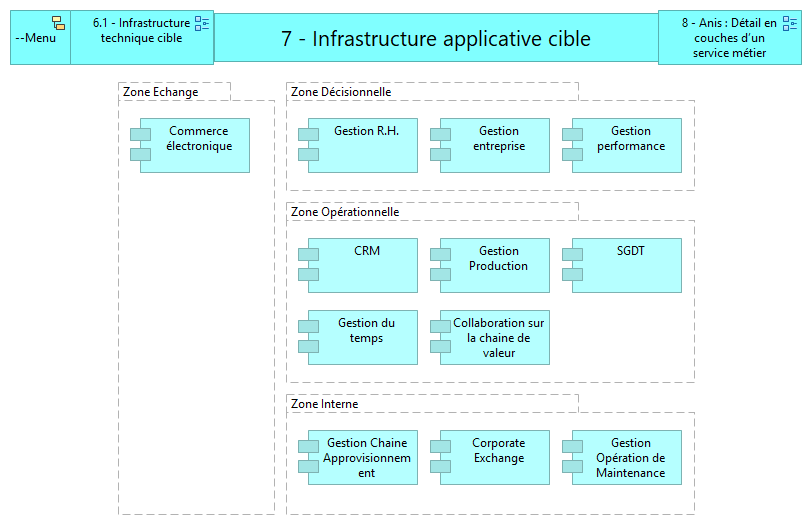 --Menu
6.1 - Infrastructure
technique cible
7 - Infrastructure applicative cible
8 - Anis : Détail en
couches d'un
service métier
Zone Echange
Commerce
électronique
Zone Décisionnelle
Gestion R.H.
Gestion
entreprise
Gestion
performance
Zone Opérationnelle
CRM
Gestion
Production
SGDT
Gestion du
temps
Collaboration sur
la chaine de
valeur
Zone Interne
Gestion Chaine
Approvisionnem
ent
Corporate
Exchange
Gestion
Opération de
Maintenance